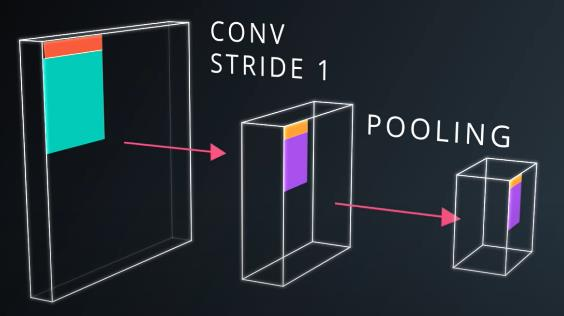 CONV
STRIDE 1
POOLING